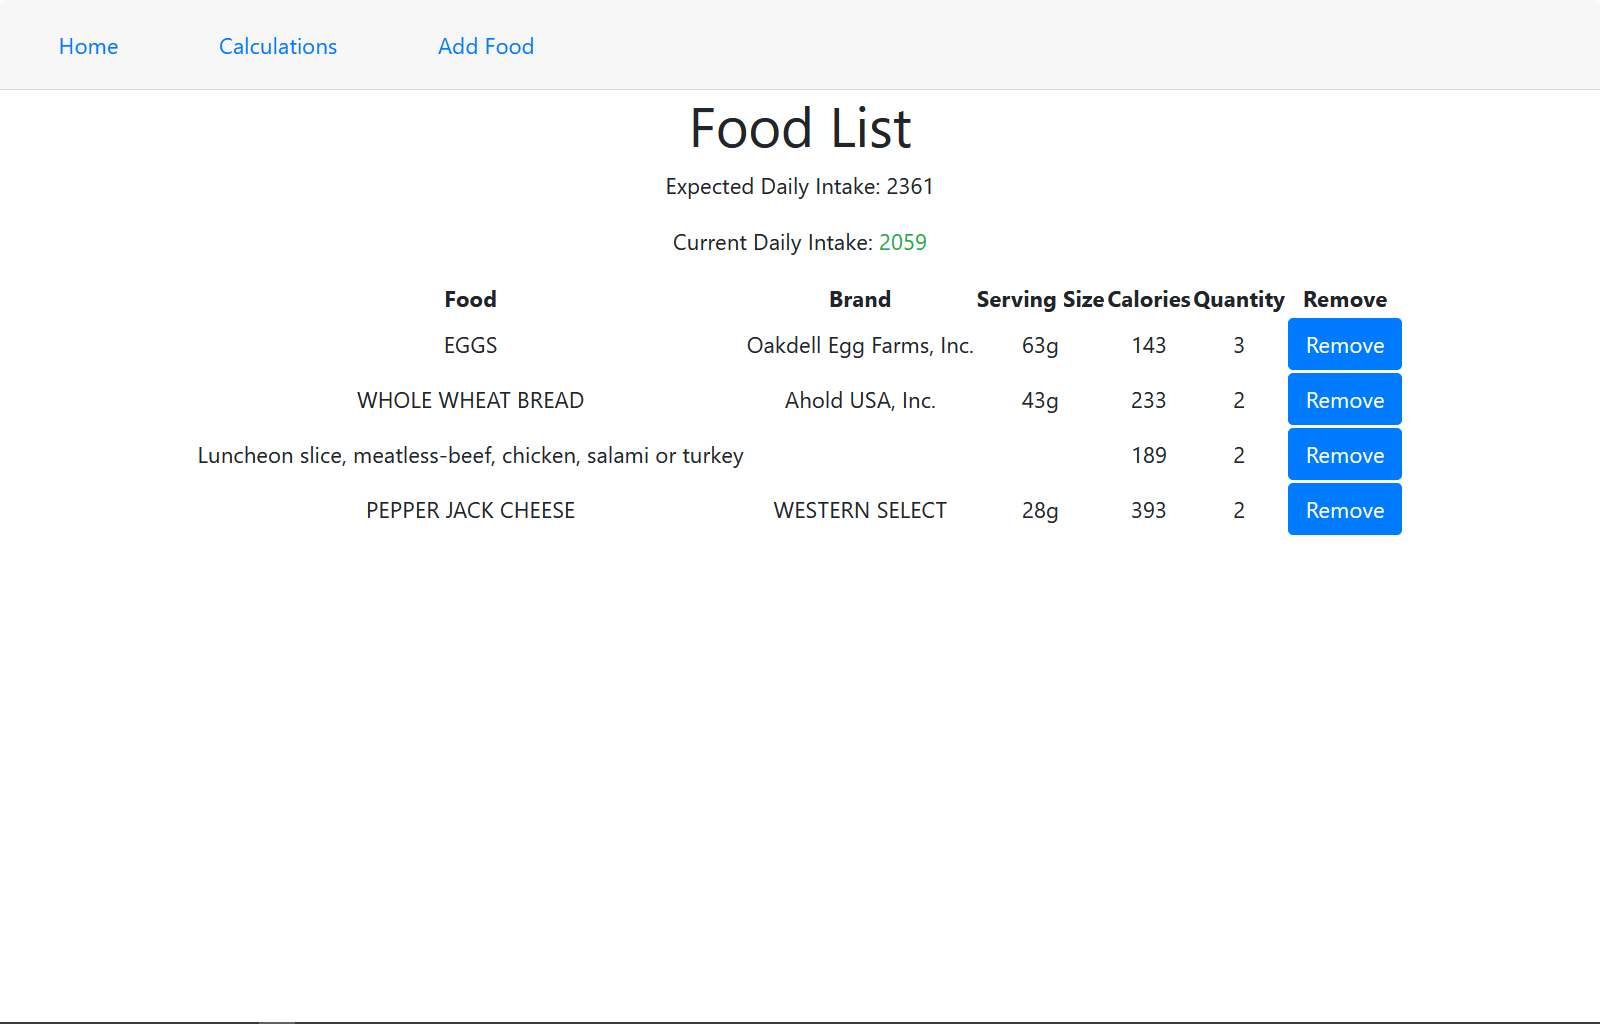 Home Calculations Add Food
Food List
Expected Daily Intake: 2361
Current Daily Intake: 2059
Food Brand Serving Size Calories Quantity Remove
EGGS Oakdell Egg Farms, Inc. 63g 143 3 Remove
WHOLE WHEAT BREAD Ahold USA, Inc. 43g 233 2 Remove
Luncheon slice, meatless-beef, chicken, salami or turkey 189 2 Remove
PEPPER JACK CHEESE WESTERN SELECT 28g 393 2 Remove